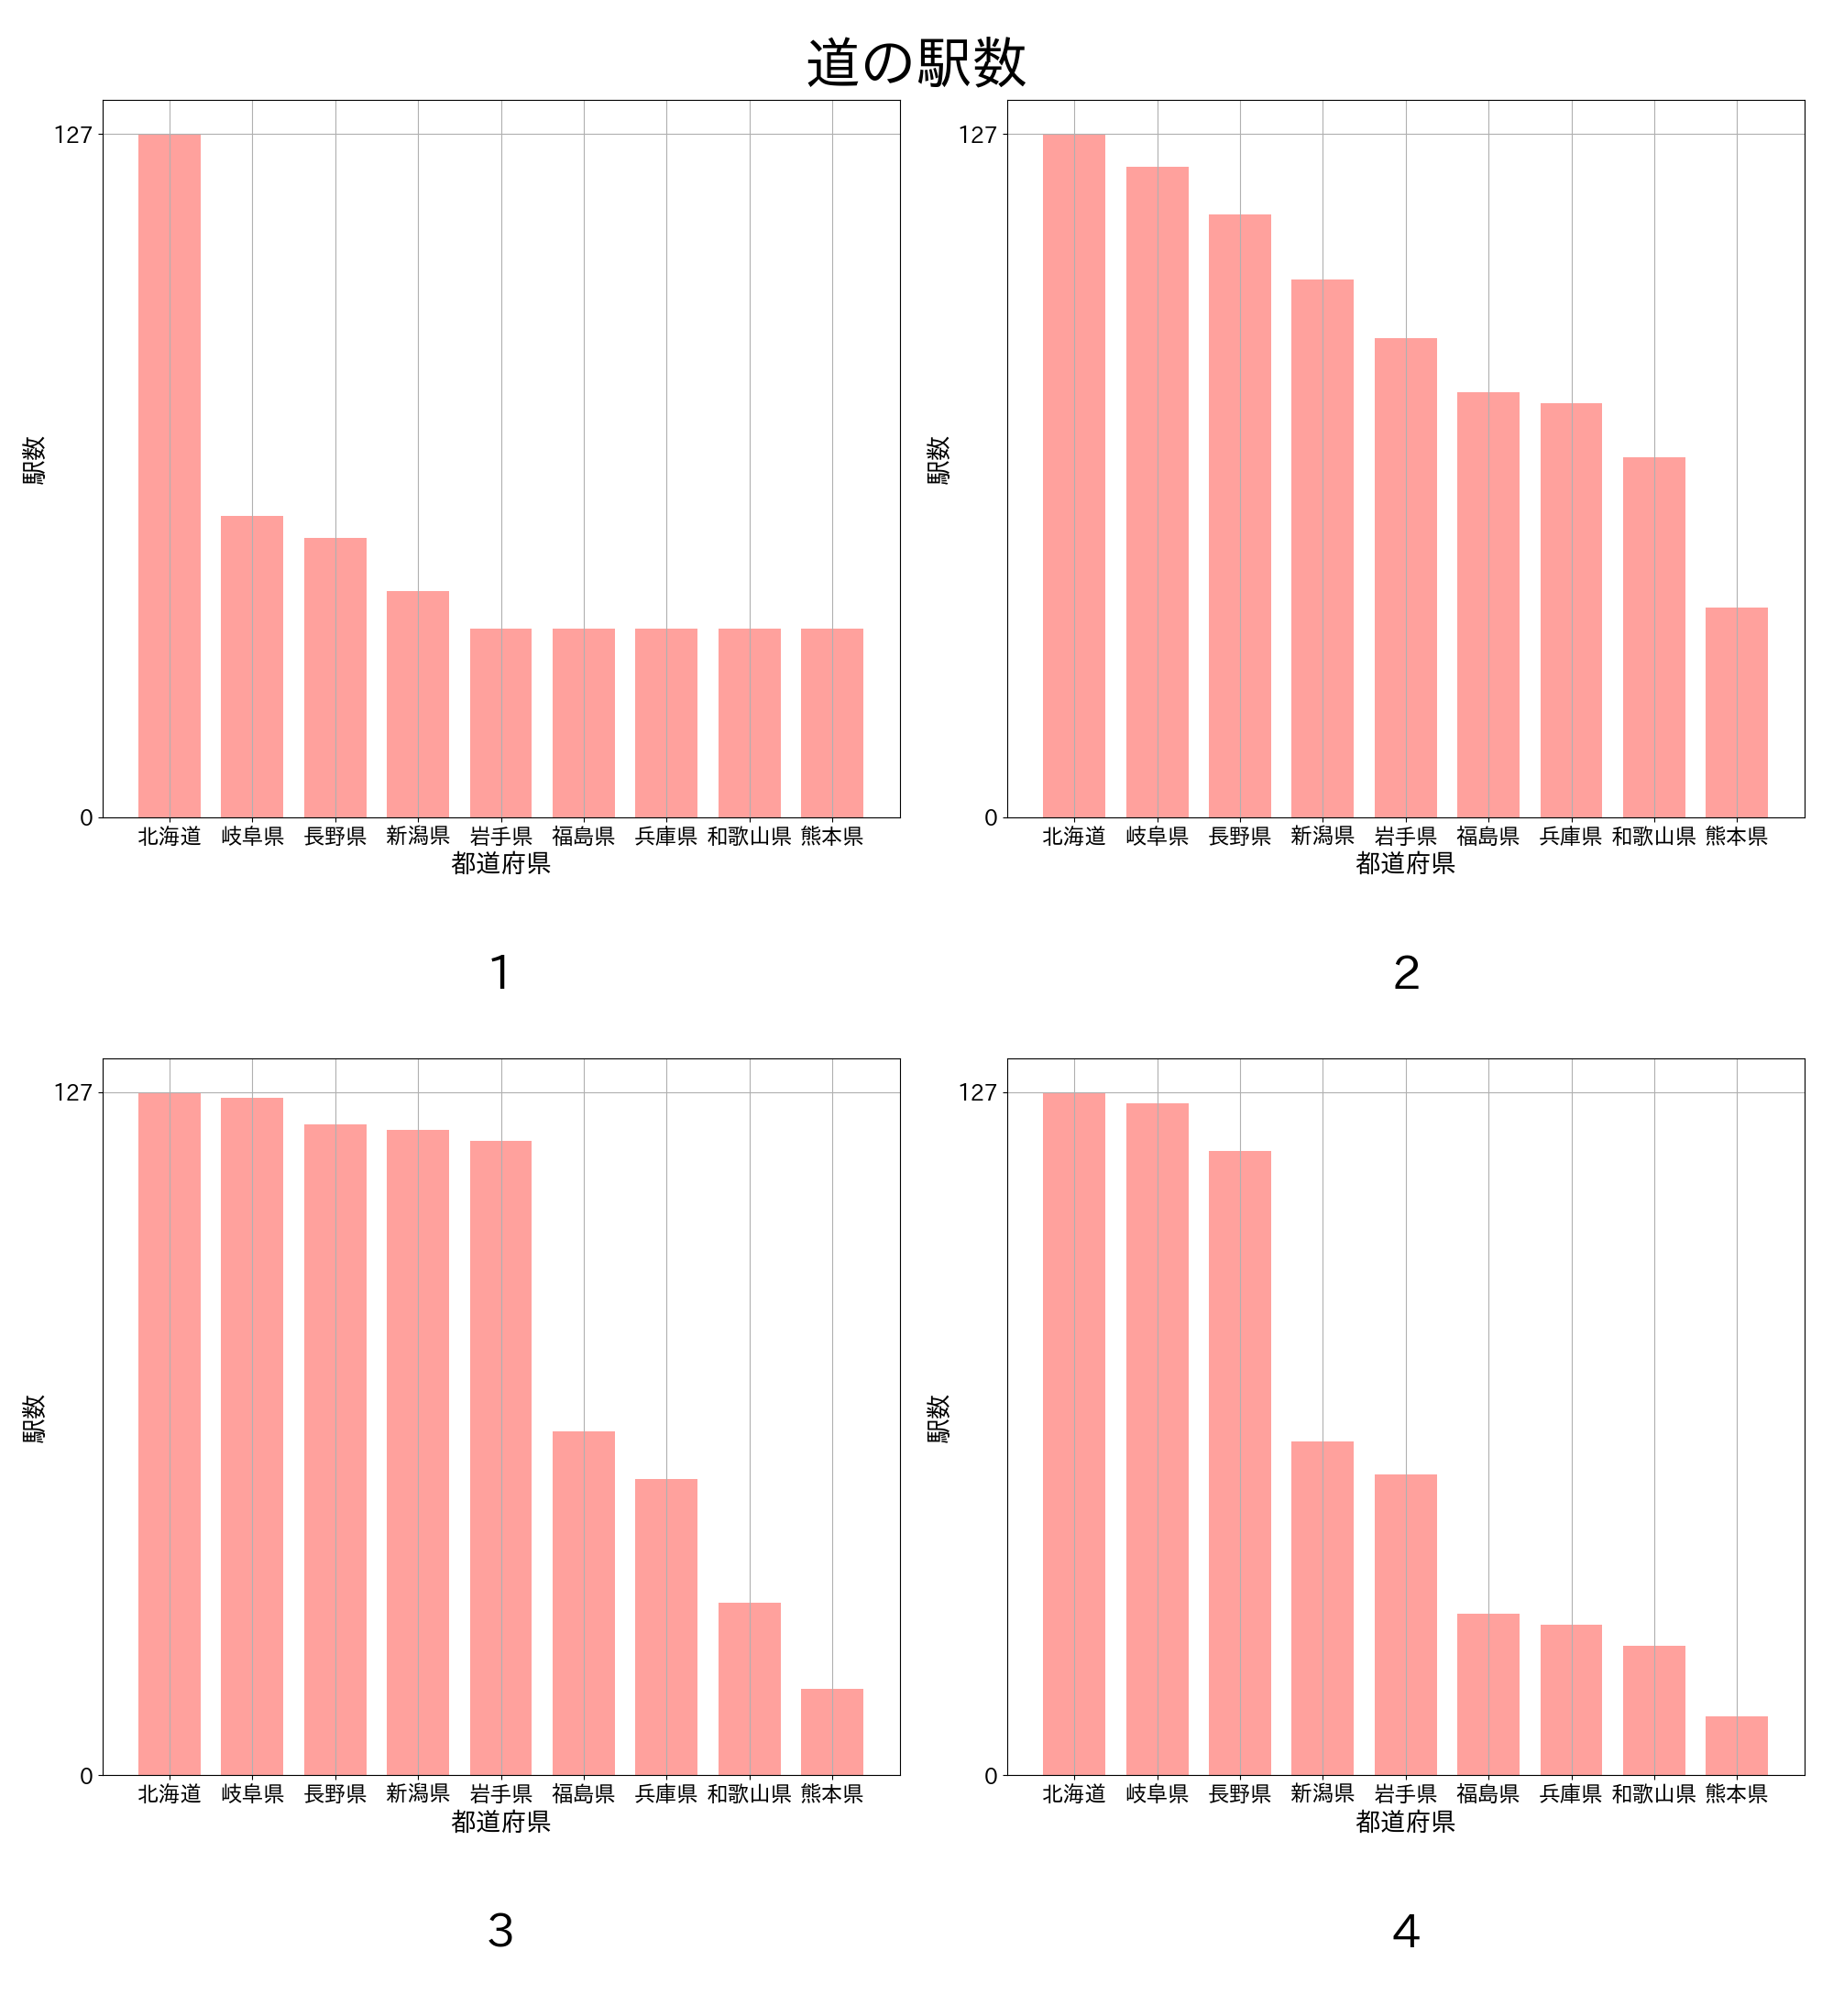 道の駅数
127
0
駅数
北海道 岐阜県 長野県 新潟県 岩手県 福島県 兵庫県 和歌山県 熊本県
都道府県
1
127
0
駅数
北海道 岐阜県 長野県 新潟県 岩手県 福島県 兵庫県 和歌山県 熊本県
都道府県
2
127
0
駅数
北海道 岐阜県 長野県 新潟県 岩手県 福島県 兵庫県 和歌山県 熊本県
都道府県
3
127
0
駅数
北海道 岐阜県 長野県 新潟県 岩手県 福島県 兵庫県 和歌山県 熊本県
都道府県
4